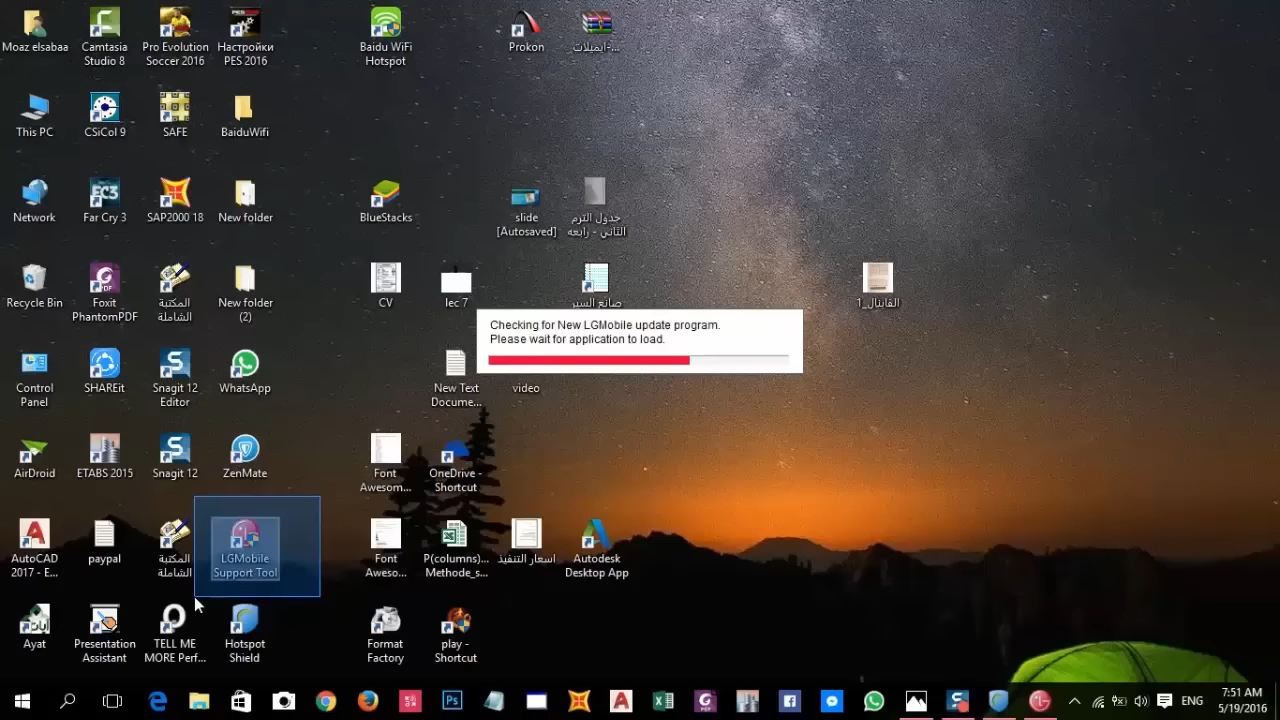 Moaz elsabaa
Camtasia
Studio 8
Pro Evolution
Soccer 2016
Настройки
PES 2016
Baidu WiFi
Hotspot
Prokon
ايميلات-...
This PC
CSiCol 9
SAFE
BaiduWifi
Network
Far Cry 3
SAP2000 18
New folder
BlueStacks
slide
[Autosaved]
جدول الترم
الثاني - رابعه
Recycle Bin
Foxit
PhantomPDF
المكتبة
الشاملة
New folder
(2)
CV
lec 7
صانع السير
الفاينال_1
Checking for New LGMobile update program.
Please wait for application to load.
Control
Panel
SHAREit
Snagit 12
Editor
WhatsApp
New Text
Docume...
video
AirDroid
ETABS 2015
Snagit 12
ZenMate
Font
Awesom...
OneDrive -
Shortcut
AutoCAD
2017 - E...
paypal
المكتبة
الشاملة
LGMobile
Support Tool
Font
Aweso...
P(columns)...
Methode_s...
اسعار التنفيذ
Autodesk
Desktop App
Ayat
Presentation
Assistant
TELL ME
MORE Perf...
Hotspot
Shield
Format
Factory
play -
Shortcut
ENG
7:51 AM
5/19/2016